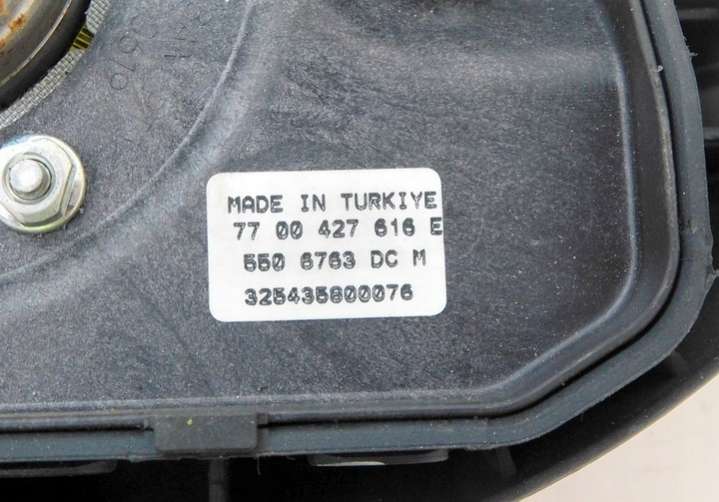 MADE IN TURKIYE
77 00 427 616 E
550 6763 DC M
325435800076